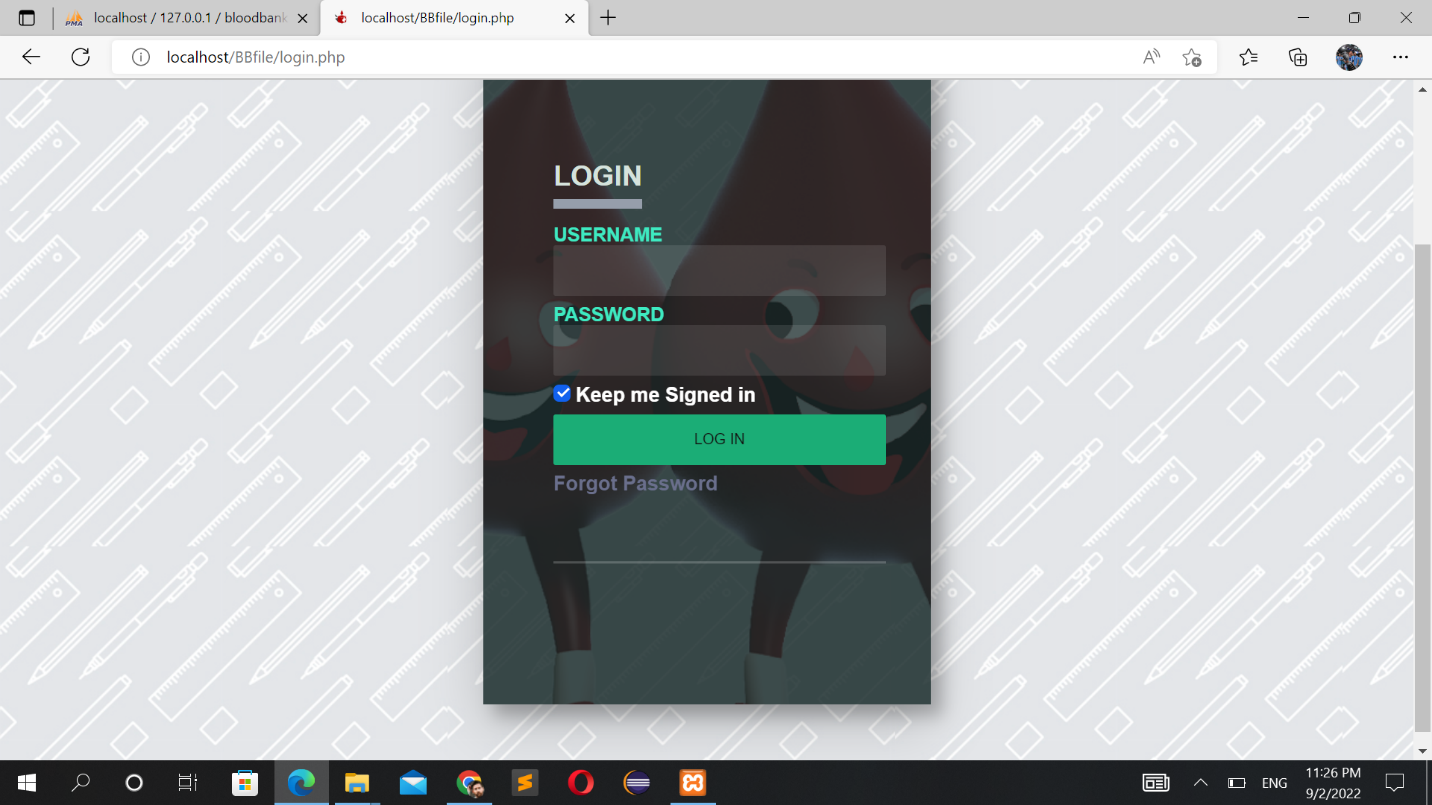 localhost / 127.0.0.1 / bloodbank
localhost/BBfile/login.php
localhost/BBfile/login.php
LOGIN
USERNAME
PASSWORD
Keep me Signed in
LOG IN
Forgot Password
ENG
11:26 PM
9/2/2022